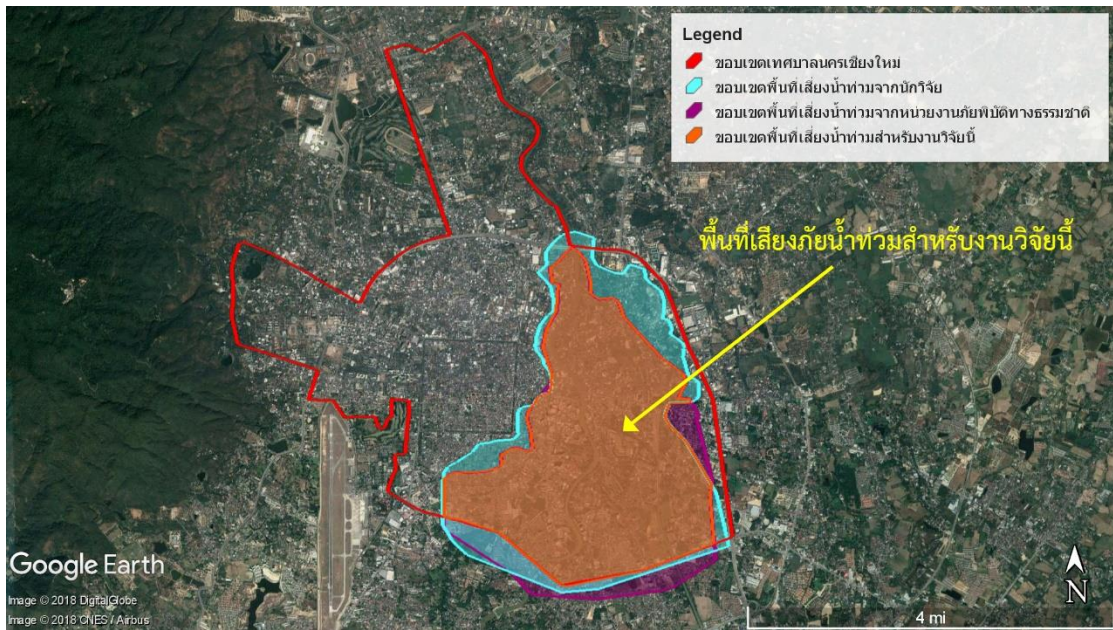 Legend
ขอบเขตเทศบาลนครเชียงใหม่
ขอบเขตพื้นที่เสี่ยงน้ำท่วมจากนักวิจัย
ขอบเขตพื้นที่เสี่ยงน้ำท่วมจากหน่วยงานภัยพิบัติทางธรรมชาติ
ขอบเขตพื้นที่เสี่ยงน้ำท่วมสำหรับงานวิจัยนี้
พื้นที่เสี่ยงภัยน้ำท่วมสำหรับงานวิจัยนี้
Google Earth
Image © 2018 DigitalGlobe
Image © 2018 CNES / Airbus
N
4 mi